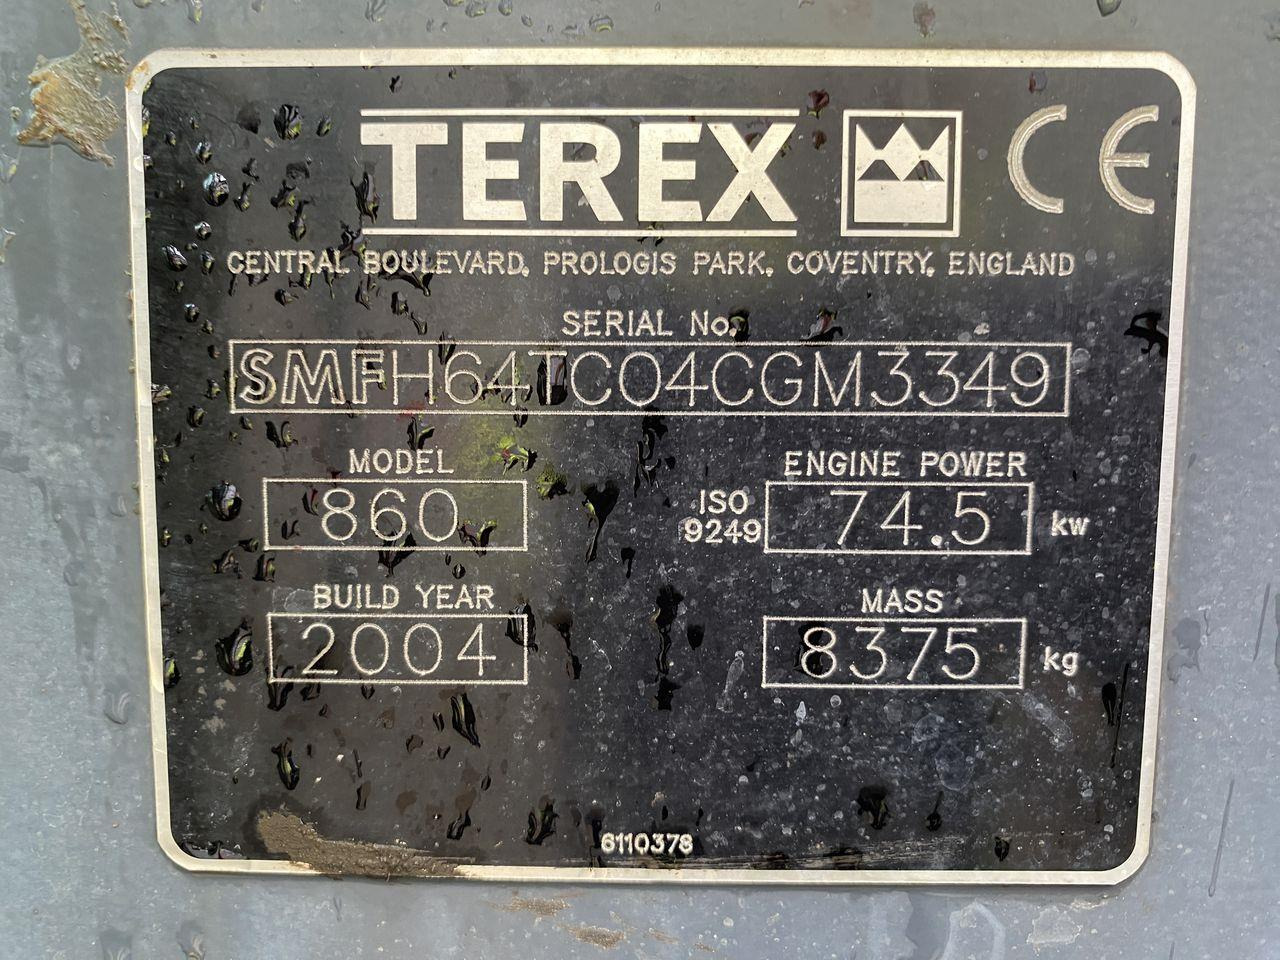 TEREX CE
CENTRAL BOULEVARD, PROLOGIS PARK, COVENTRY, ENGLAND
SERIAL No.
SMFH64TC04CGM3349
MODEL
860
ENGINE POWER
ISO 9249 74.5 kw
BUILD YEAR
2004
MASS
8375 kg
6110378